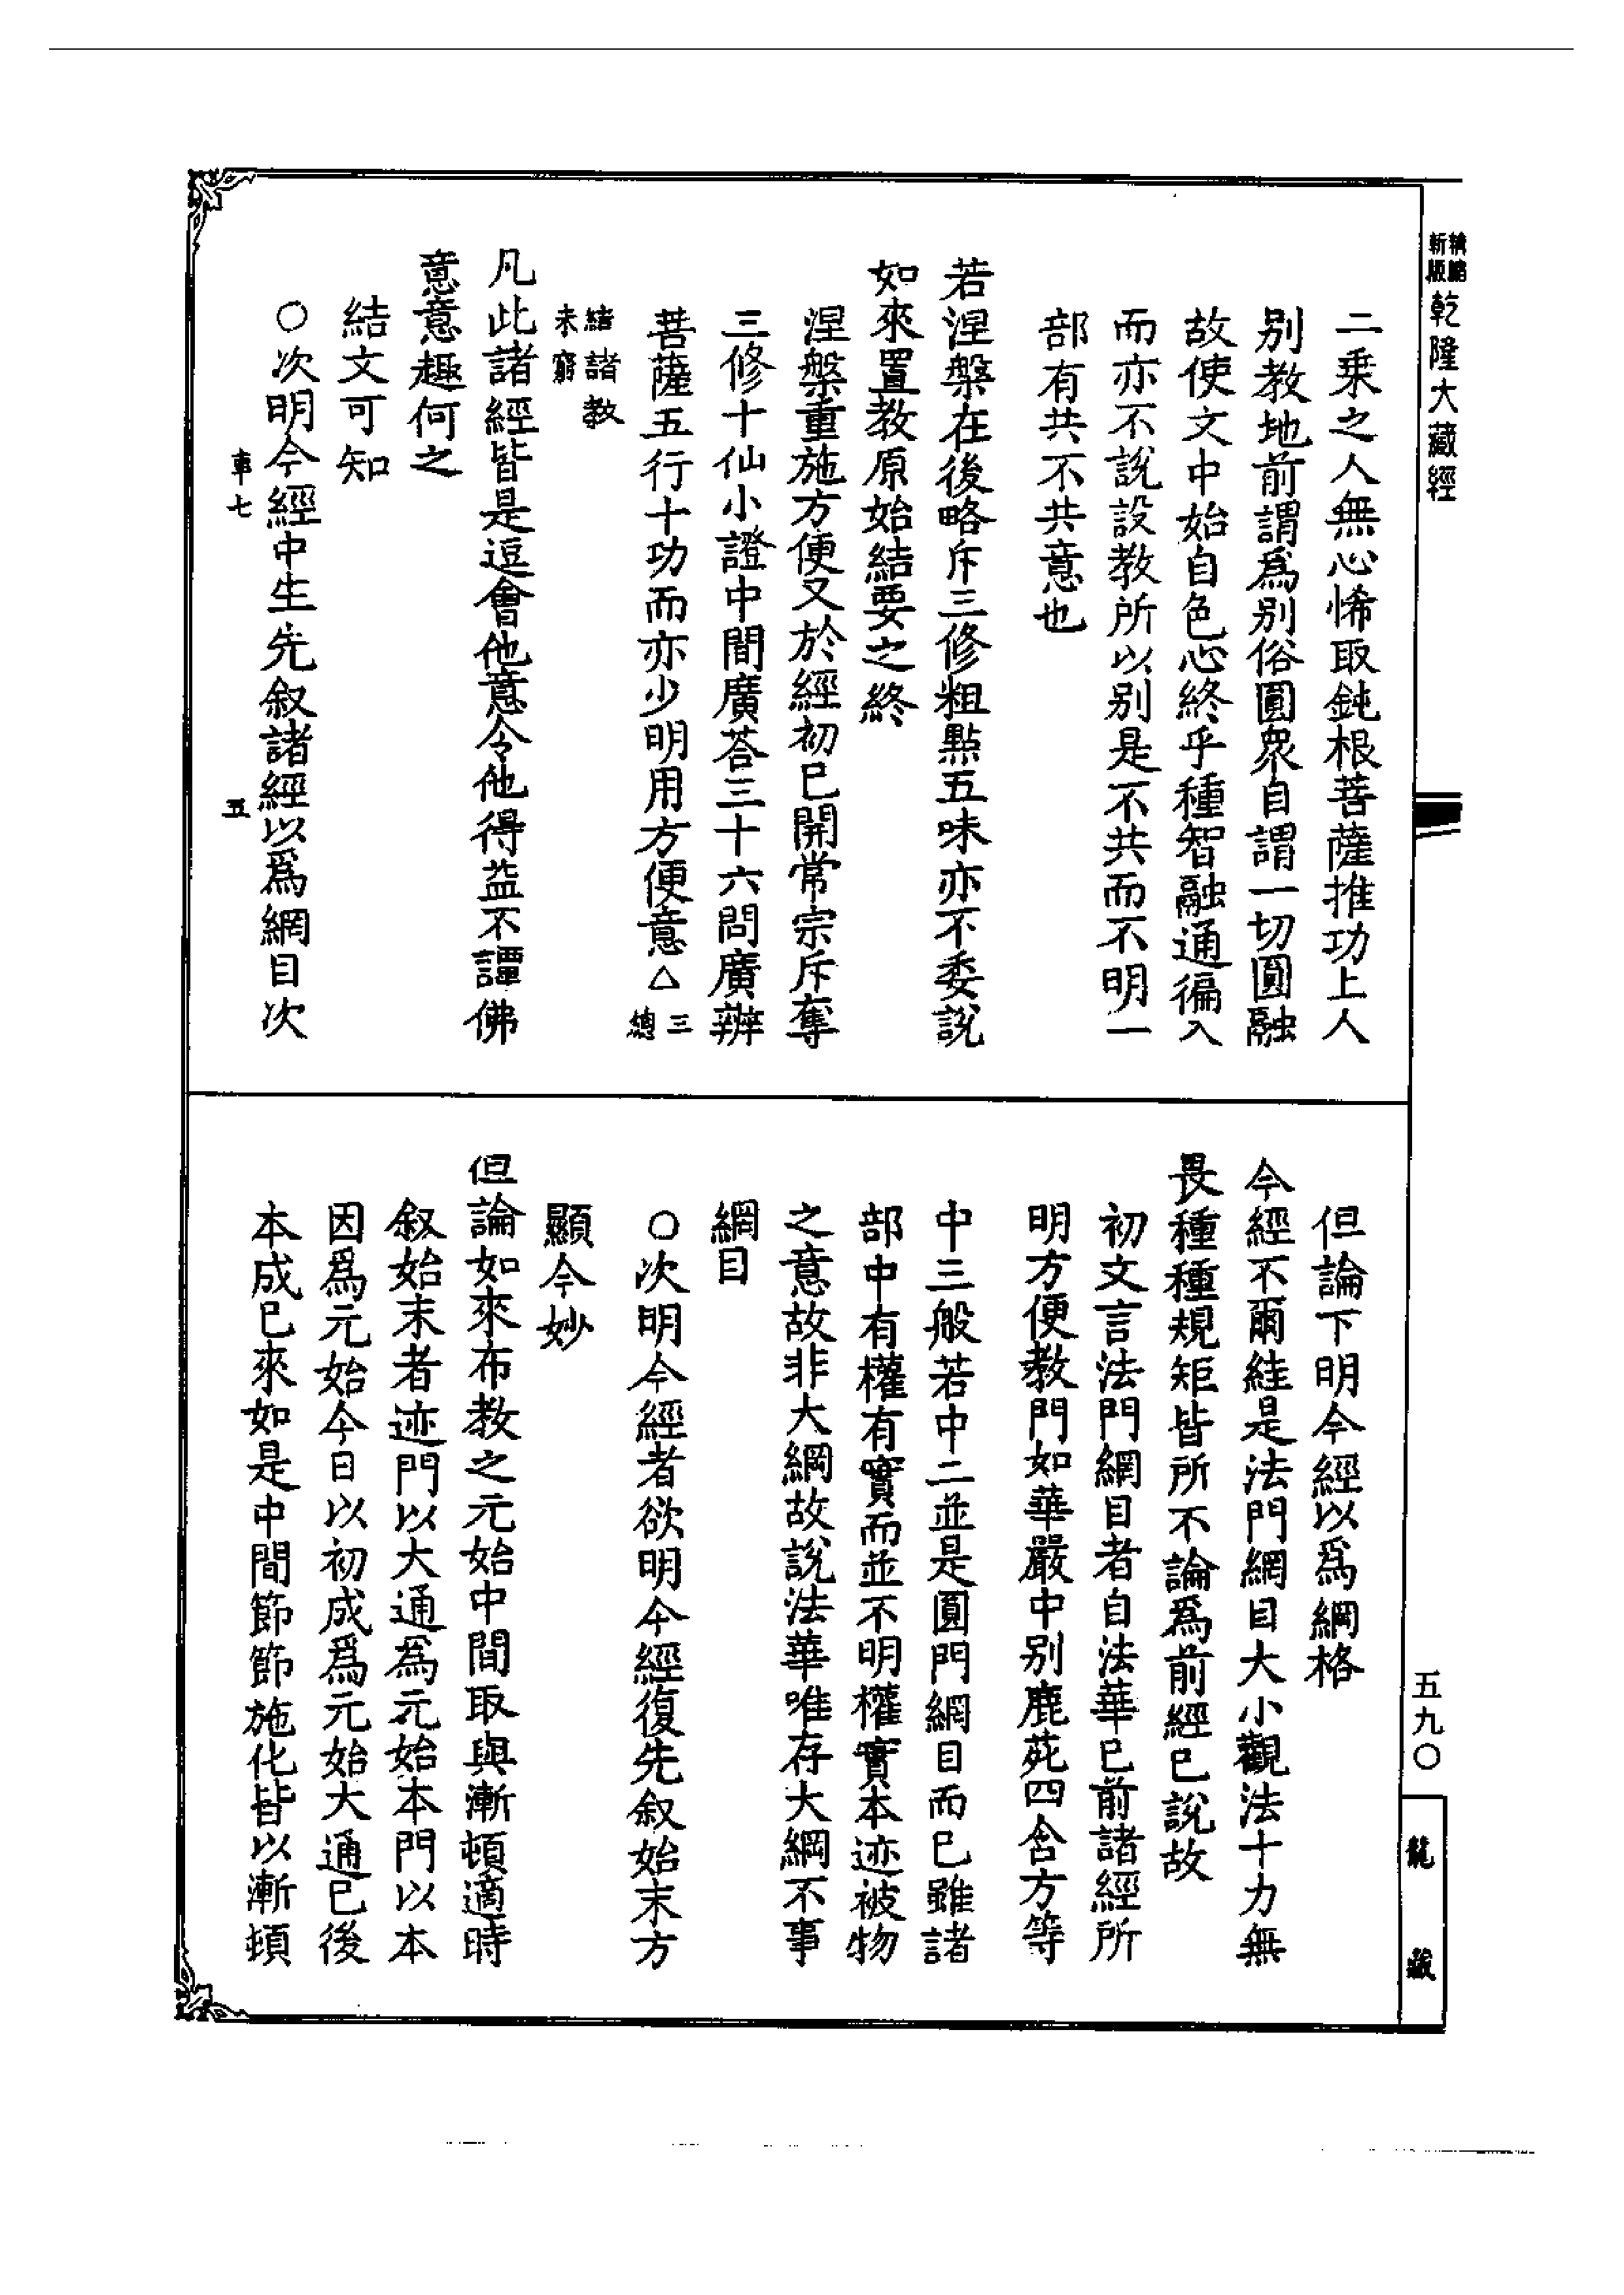 精縮
新版
乾隆大藏經
二乘之人無心悕取鈍根菩薩推功上人
別教地前謂爲別俗圓衆自謂一切圓融
故使文中始自色心終乎種智融通徧入
而亦不說設教所以別是不共而不明一
部有共不共意也
若涅槃在後略斥三修粗點五味亦不委說
如來置教原始結要之終
涅槃重施方便又於經初已開常宗斥奪
三修十仙小證中間廣荅三十六問廣辨
菩薩五行十功而亦少明用方便意△三總
結諸教
未窮
凡此諸經皆是逗會他意令他得益不譚佛
意意趣何之
結文可知
○次明今經中生先叙諸經以爲網目次
車七
五
但論下明今經以爲綱格
今經不爾絓是法門網目大小觀法十力無
畏種種規矩皆所不論爲前經已說故
初文言法門網目者自法華已前諸經所
明方便教門如華嚴中別鹿苑四含方等
中三般若中二並是圓門網目而已雖諸
部中有權有實而並不明權實本迹被物
之意故非大綱故說法華唯存大綱不事
網目
○次明今經者欲明今經復先叙始末方
顯今妙
但論如來布教之元始中間取與漸頓適時
叙始末者迹門以大通爲元始本門以本
因爲元始今日以初成爲元始大通已後
本成已來如是中間節節施化皆以漸頓
五九〇
龍藏